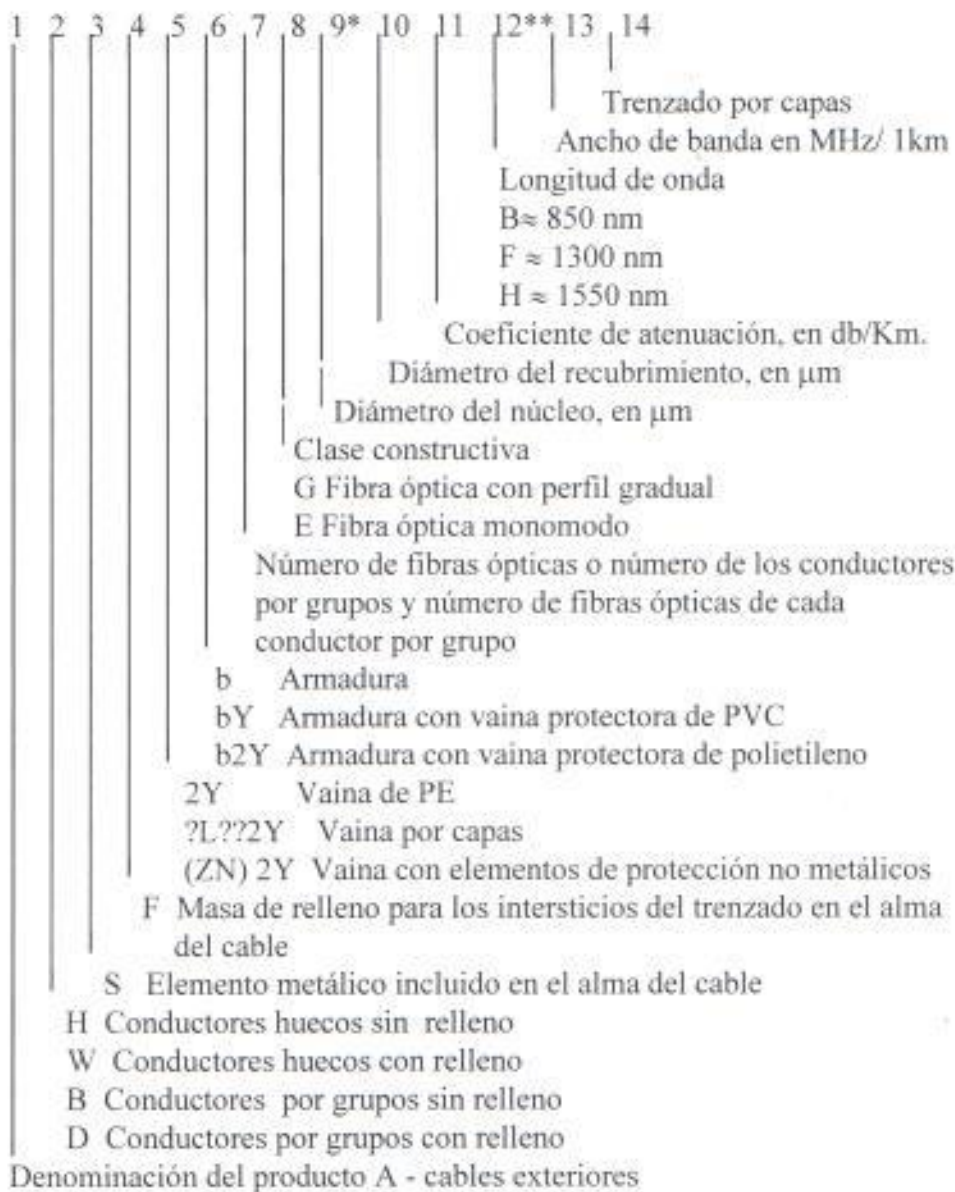 1 2 3 4 5 6 7 8 9* 10 11 12** 13 14
Trenzado por capas
Ancho de banda en MHz/ 1km
Longitud de onda
B≈ 850 nm
F ≈ 1300 nm
H ≈ 1550 nm
Coeficiente de atenuación, en db/Km.
Diámetro del recubrimiento, en μm
Diámetro del núcleo, en μm
Clase constructiva
G Fibra óptica con perfil gradual
E Fibra óptica monomodo
Número de fibras ópticas o número de los conductores
por grupos y número de fibras ópticas de cada
conductor por grupo
b Armadura
bY Armadura con vaina protectora de PVC
b2Y Armadura con vaina protectora de polietileno
2Y Vaina de PE
?L??2Y Vaina por capas
(ZN) 2Y Vaina con elementos de protección no metálicos
F Masa de relleno para los intersticios del trenzado en el alma
del cable
S Elemento metálico incluido en el alma del cable
H Conductores huecos sin relleno
W Conductores huecos con relleno
B Conductores por grupos sin relleno
D Conductores por grupos con relleno
Denominación del producto A - cables exteriores